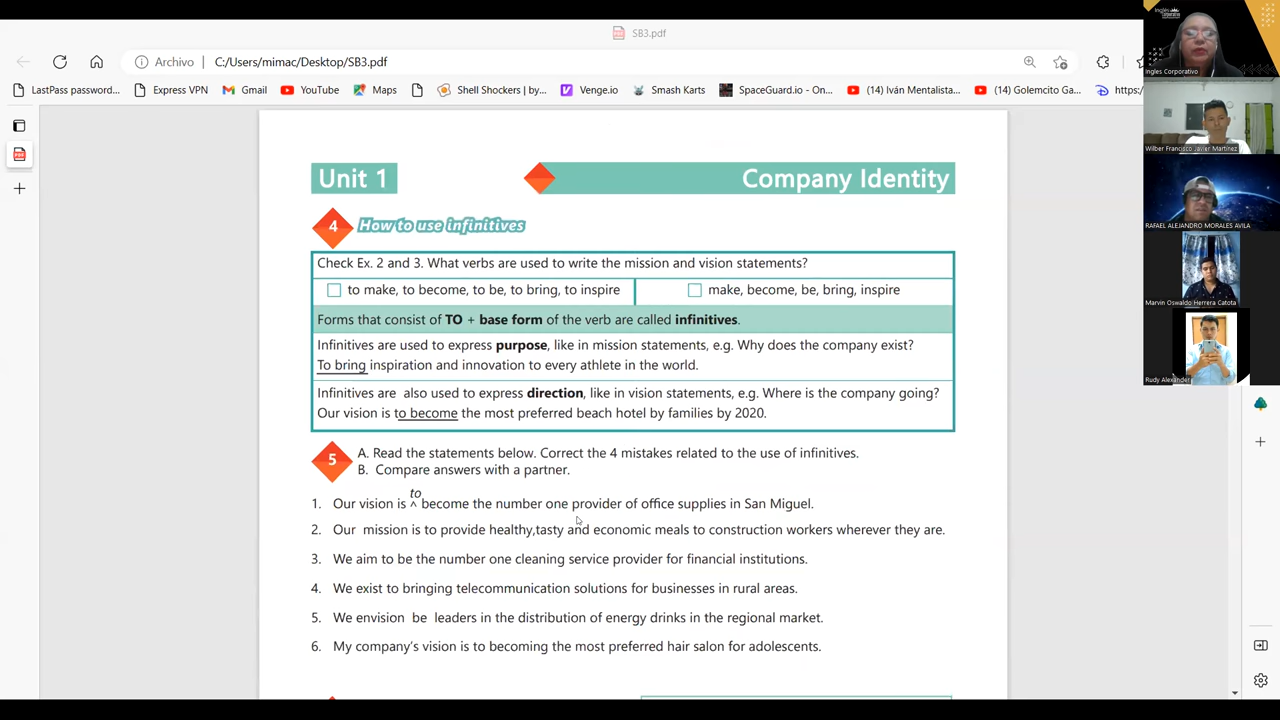 SB3.pdf
Archivo C:/Users/mimac/Desktop/SB3.pdf
LastPass password... Express VPN Gmail YouTube Maps Shell Shockers | by... Venge.io Smash Karts SpaceGuard.io - On... (14) Iván Mentalista... (14) Golemcito Ga... https:/
Unit 1 Company Identity
4 How to use infinitives
Check Ex. 2 and 3. What verbs are used to write the mission and vision statements?
to make, to become, to be, to bring, to inspire make, become, be, bring, inspire
Forms that consist of TO + base form of the verb are called infinitives.
Infinitives are used to express purpose, like in mission statements, e.g. Why does the company exist?
To bring inspiration and innovation to every athlete in the world.
Infinitives are also used to express direction, like in vision statements, e.g. Where is the company going?
Our vision is to become the most preferred beach hotel by families by 2020.
5 A. Read the statements below. Correct the 4 mistakes related to the use of infinitives.
B. Compare answers with a partner.
to
1. Our vision is ^ become the number one provider of office supplies in San Miguel.
2. Our mission is to provide healthy,tasty and economic meals to construction workers wherever they are.
3. We aim to be the number one cleaning service provider for financial institutions.
4. We exist to bringing telecommunication solutions for businesses in rural areas.
5. We envision be leaders in the distribution of energy drinks in the regional market.
6. My company's vision is to becoming the most preferred hair salon for adolescents.
Inglés
Corporativo
Ingles Corporativo
Wilber Francisco Javier Martinez
RAFAEL ALEJANDRO MORALES AVILA
Marvin Oswaldo Herrera Catota
Rudy Alexander